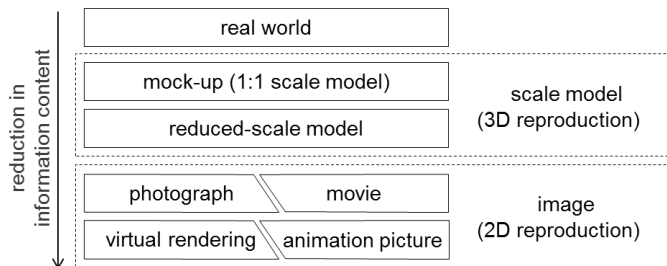 real world
mock-up (1:1 scale model)
reduced-scale model
scale model
(3D reproduction)
photograph
movie
virtual rendering
animation picture
image
(2D reproduction)
reduction in
information content